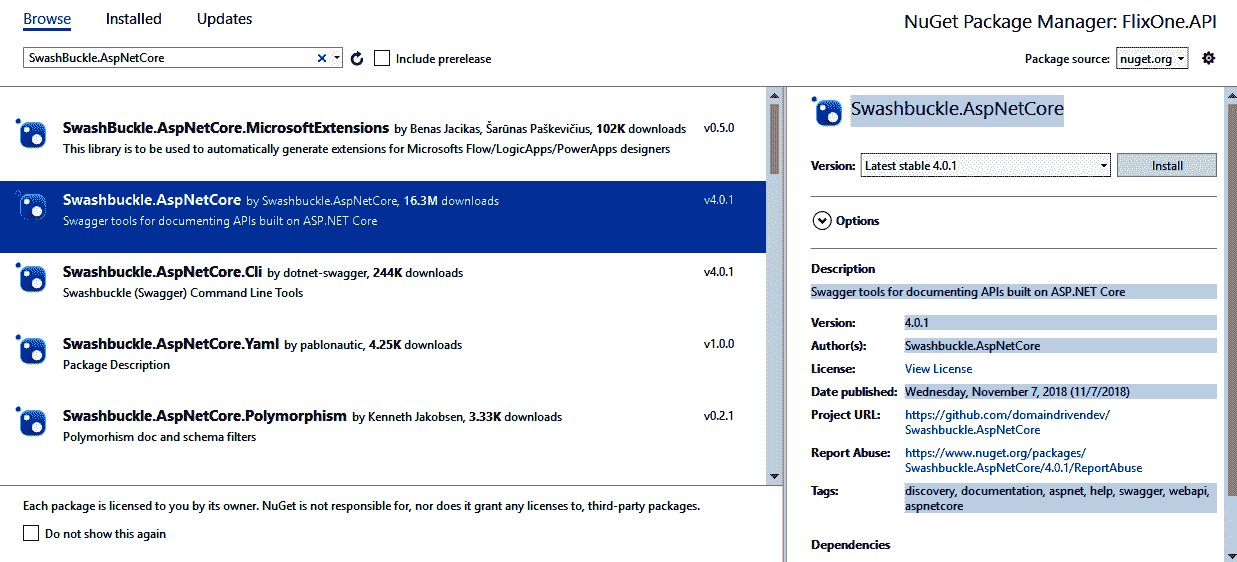 Browse Installed Updates
NuGet Package Manager: FlixOne.API
SwashBuckle.AspNetCore
Include prerelease
Package source: nuget.org
SwashBuckle.AspNetCore.MicrosoftExtensions by Benas Jacikas, Šarūnas Paškevičius, 102K downloads v0.5.0
This library is to be used to automatically generate extensions for Microsofts Flow/LogicApps/PowerApps designers
Swashbuckle.AspNetCore by Swashbuckle.AspNetCore, 16.3M downloads v4.0.1
Swagger tools for documenting APIs built on ASP.NET Core
Swashbuckle.AspNetCore.Cli by dotnet-swagger, 244K downloads v4.0.1
Swashbuckle (Swagger) Command Line Tools
Swashbuckle.AspNetCore.Yaml by pablonautic, 4.25K downloads v1.0.0
Package Description
Swashbuckle.AspNetCore.Polymorphism by Kenneth Jakobsen, 3.33K downloads v0.2.1
Polymorhism doc and schema filters
Each package is licensed to you by its owner. NuGet is not responsible for, nor does it grant any licenses to, third-party packages.
Do not show this again
Swashbuckle.AspNetCore
Version: Latest stable 4.0.1 Install
Options
Description
Swagger tools for documenting APIs built on ASP.NET Core
Version: 4.0.1
Author(s): Swashbuckle.AspNetCore
License: View License
Date published: Wednesday, November 7, 2018 (11/7/2018)
Project URL: https://github.com/domaindrivendev/
Swashbuckle.AspNetCore
Report Abuse: https://www.nuget.org/packages/
Swashbuckle.AspNetCore/4.0.1/ReportAbuse
Tags: discovery, documentation, aspnet, help, swagger, webapi,
aspnetcore
Dependencies